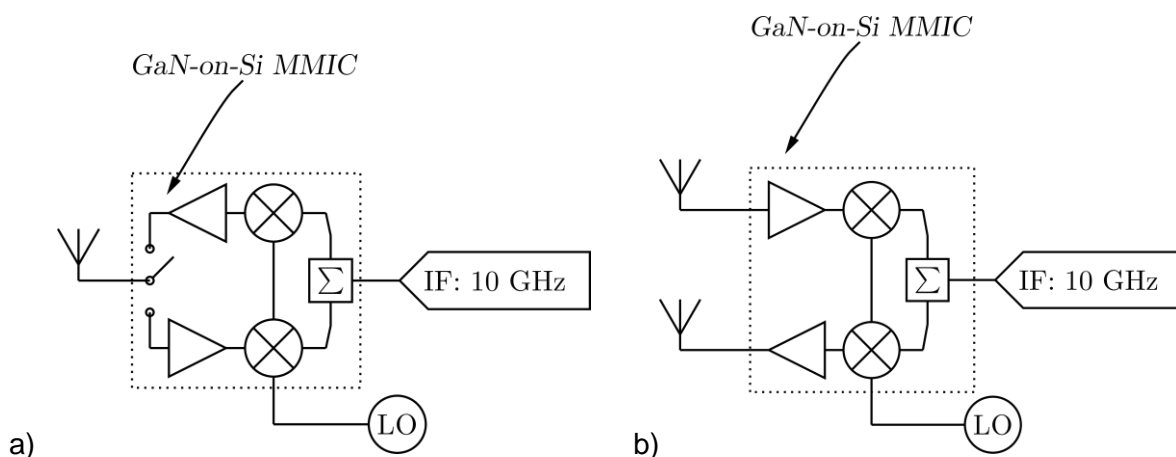 GaN-on-Si MMIC
Σ
IF: 10 GHz
LO
a)
GaN-on-Si MMIC
Σ
IF: 10 GHz
LO
b)